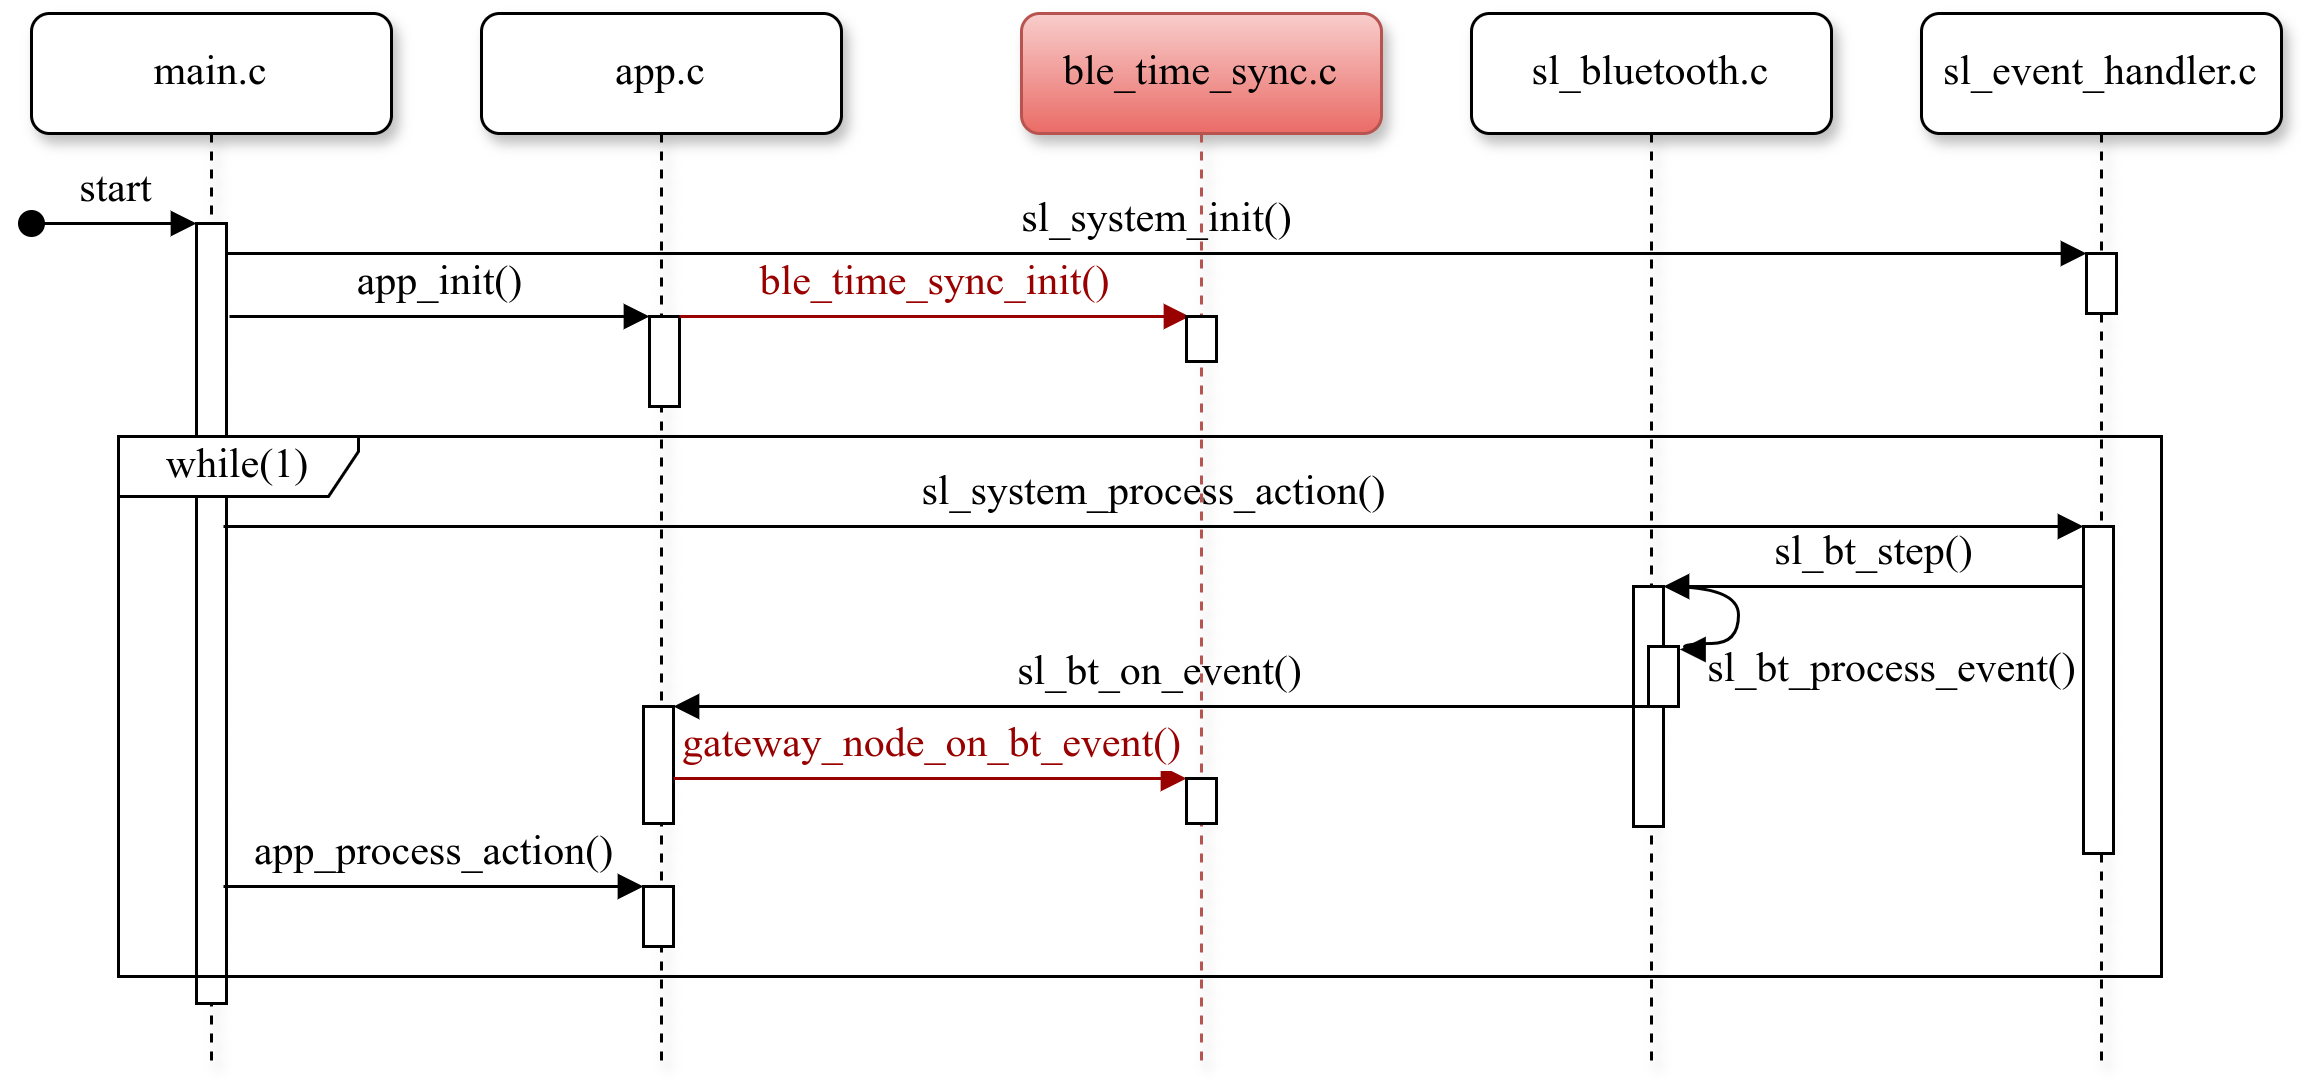 main.c
app.c
ble_time_sync.c
sl_bluetooth.c
sl_event_handler.c
start
sl_system_init()
app_init()
ble_time_sync_init()
while(1)
sl_system_process_action()
sl_bt_step()
sl_bt_process_event()
sl_bt_on_event()
gateway_node_on_bt_event()
app_process_action()